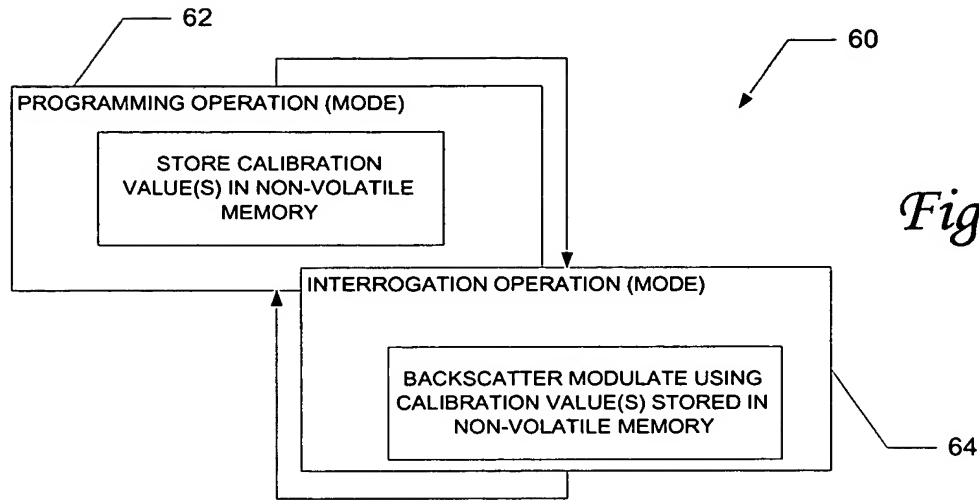 62
60
PROGRAMMING OPERATION (MODE)
STORE CALIBRATION
VALUE(S) IN NON-VOLATILE
MEMORY
Fig
INTERROGATION OPERATION (MODE)
BACKSCATTER MODULATE USING
CALIBRATION VALUE(S) STORED IN
NON-VOLATILE MEMORY
64